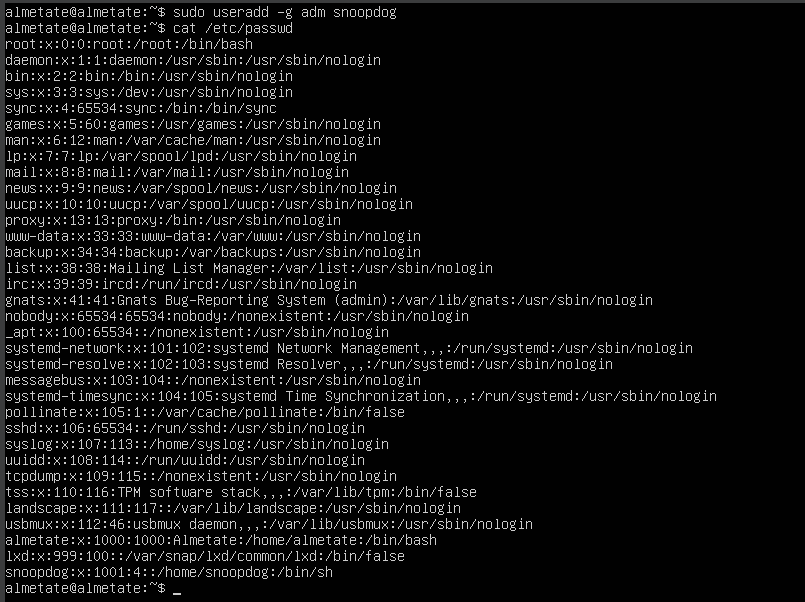 almetate@almetate:~$ sudo useradd -g adm snoopdog
almetate@almetate:~$ cat /etc/passwd
root:x:0:0:root:/root:/bin/bash
daemon:x:1:1:daemon:/usr/sbin:/usr/sbin/nologin
bin:x:2:2:bin:/bin:/usr/sbin/nologin
sys:x:3:3:sys:/dev:/usr/sbin/nologin
sync:x:4:65534:sync:/bin:/bin/sync
games:x:5:60:games:/usr/games:/usr/sbin/nologin
man:x:6:12:man:/var/cache/man:/usr/sbin/nologin
lp:x:7:7:lp:/var/spool/lpd:/usr/sbin/nologin
mail:x:8:8:mail:/var/mail:/usr/sbin/nologin
news:x:9:9:news:/var/spool/news:/usr/sbin/nologin
uucp:x:10:10:uucp:/var/spool/uucp:/usr/sbin/nologin
proxy:x:13:13:proxy:/bin:/usr/sbin/nologin
www-data:x:33:33:www-data:/var/www:/usr/sbin/nologin
backup:x:34:34:backup:/var/backups:/usr/sbin/nologin
list:x:38:38:Mailing List Manager:/var/list:/usr/sbin/nologin
irc:x:39:39:ircd:/run/ircd:/usr/sbin/nologin
gnats:x:41:41:Gnats Bug-Reporting System (admin):/var/lib/gnats:/usr/sbin/nologin
nobody:x:65534:65534:nobody:/nonexistent:/usr/sbin/nologin
_apt:x:100:65534::/nonexistent:/usr/sbin/nologin
systemd-network:x:101:102:systemd Network Management,,,:/run/systemd:/usr/sbin/nologin
systemd-resolve:x:102:103:systemd Resolver,,,:/run/systemd:/usr/sbin/nologin
messagebus:x:103:104::/nonexistent:/usr/sbin/nologin
systemd-timesync:x:104:105:systemd Time Synchronization,,,:/run/systemd:/usr/sbin/nologin
pollinate:x:105:1::/var/cache/pollinate:/bin/false
sshd:x:106:65534::/run/sshd:/usr/sbin/nologin
syslog:x:107:113::/home/syslog:/usr/sbin/nologin
uuidd:x:108:114::/run/uuidd:/usr/sbin/nologin
tcpdump:x:109:115::/nonexistent:/usr/sbin/nologin
tss:x:110:116:TPM software stack,,,:/var/lib/tpm:/bin/false
landscape:x:111:117::/var/lib/landscape:/usr/sbin/nologin
usbmux:x:112:46:usbmux daemon,,,:/var/lib/usbmux:/usr/sbin/nologin
almetate:x:1000:1000:Almetate:/home/almetate:/bin/bash
lxd:x:999:100::/var/snap/lxd/common/lxd:/bin/false
snoopdog:x:1001:4::/home/snoopdog:/bin/sh
almetate@almetate:~$ _